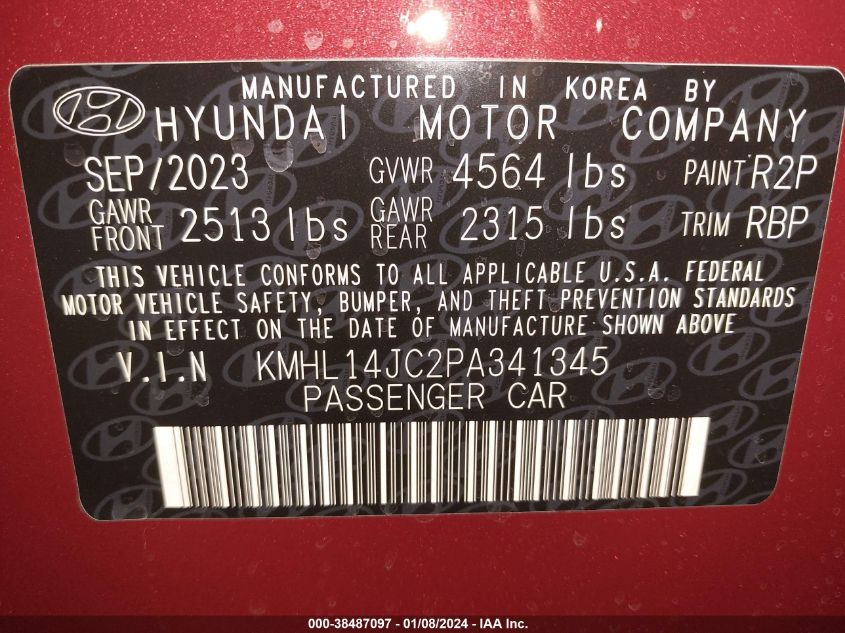 MANUFACTURED IN KOREA BY
HYUNDAI MOTOR COMPANY
SEP/2023 GVWR 4564 lbs PAINT R2P
GAWR FRONT 2513 lbs GAWR REAR 2315 lbs TRIM RBP
THIS VEHICLE CONFORMS TO ALL APPLICABLE U.S.A. FEDERAL
MOTOR VEHICLE SAFETY, BUMPER, AND THEFT PREVENTION STANDARDS
IN EFFECT ON THE DATE OF MANUFACTURE SHOWN ABOVE
V.I.N KMHL14JC2PA341345
PASSENGER CAR
000-38487097 - 01/08/2024 - IAA Inc.